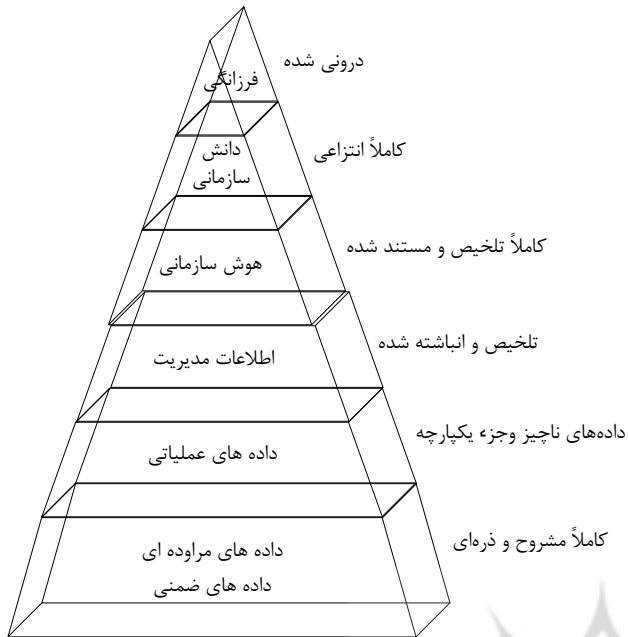 درونی شده
فرزانگی
کاملاً انتزاعی
دانش
سازمانی
کاملاً تلخیص و مستند شده
هوش سازمانی
تلخیص و انباشته شده
اطلاعات مدیریت
داده‌های ناچیز وجزء یکپارچه
داده های عملیاتی
کاملاً مشروح و ذره‌ای
داده های مراوده ای
داده های ضمنی